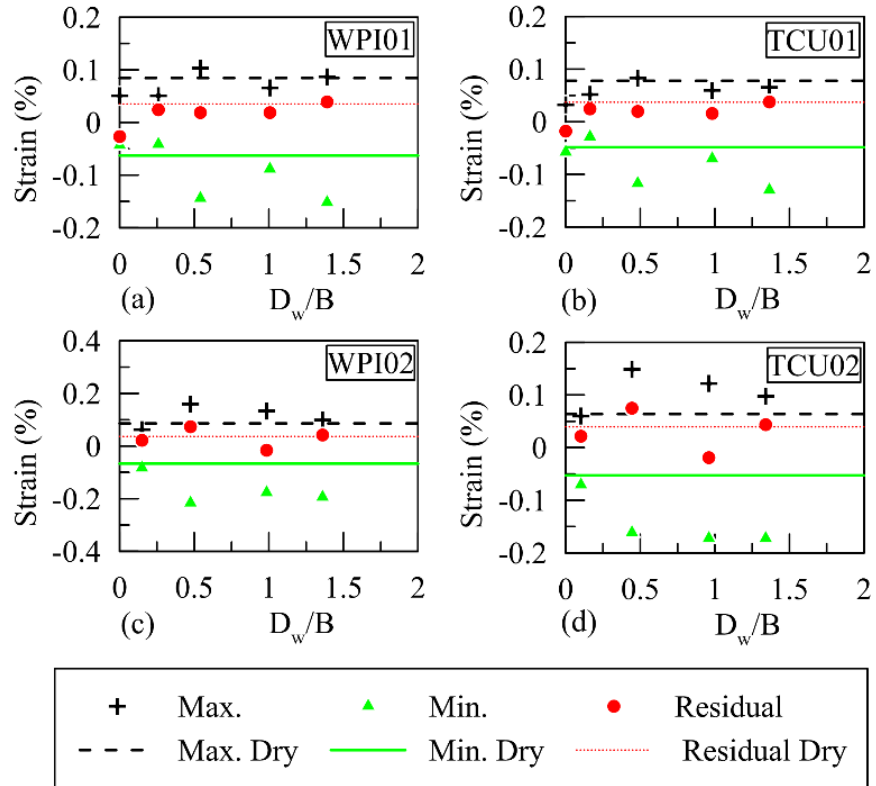 0.2
0.1
0
-0.1
-0.2
Strain (%)
WPI01
0 0.5 1 1.5 2
(a) D_w/B
0.2
0.1
0
-0.1
-0.2
Strain (%)
TCU01
0 0.5 1 1.5 2
(b) D_w/B
0.4
0.2
0
-0.2
-0.4
Strain (%)
WPI02
0 0.5 1 1.5 2
(c) D_w/B
0.2
0.1
0
-0.1
-0.2
Strain (%)
TCU02
0 0.5 1 1.5 2
(d) D_w/B
Max. Min. Residual
Max. Dry Min. Dry Residual Dry